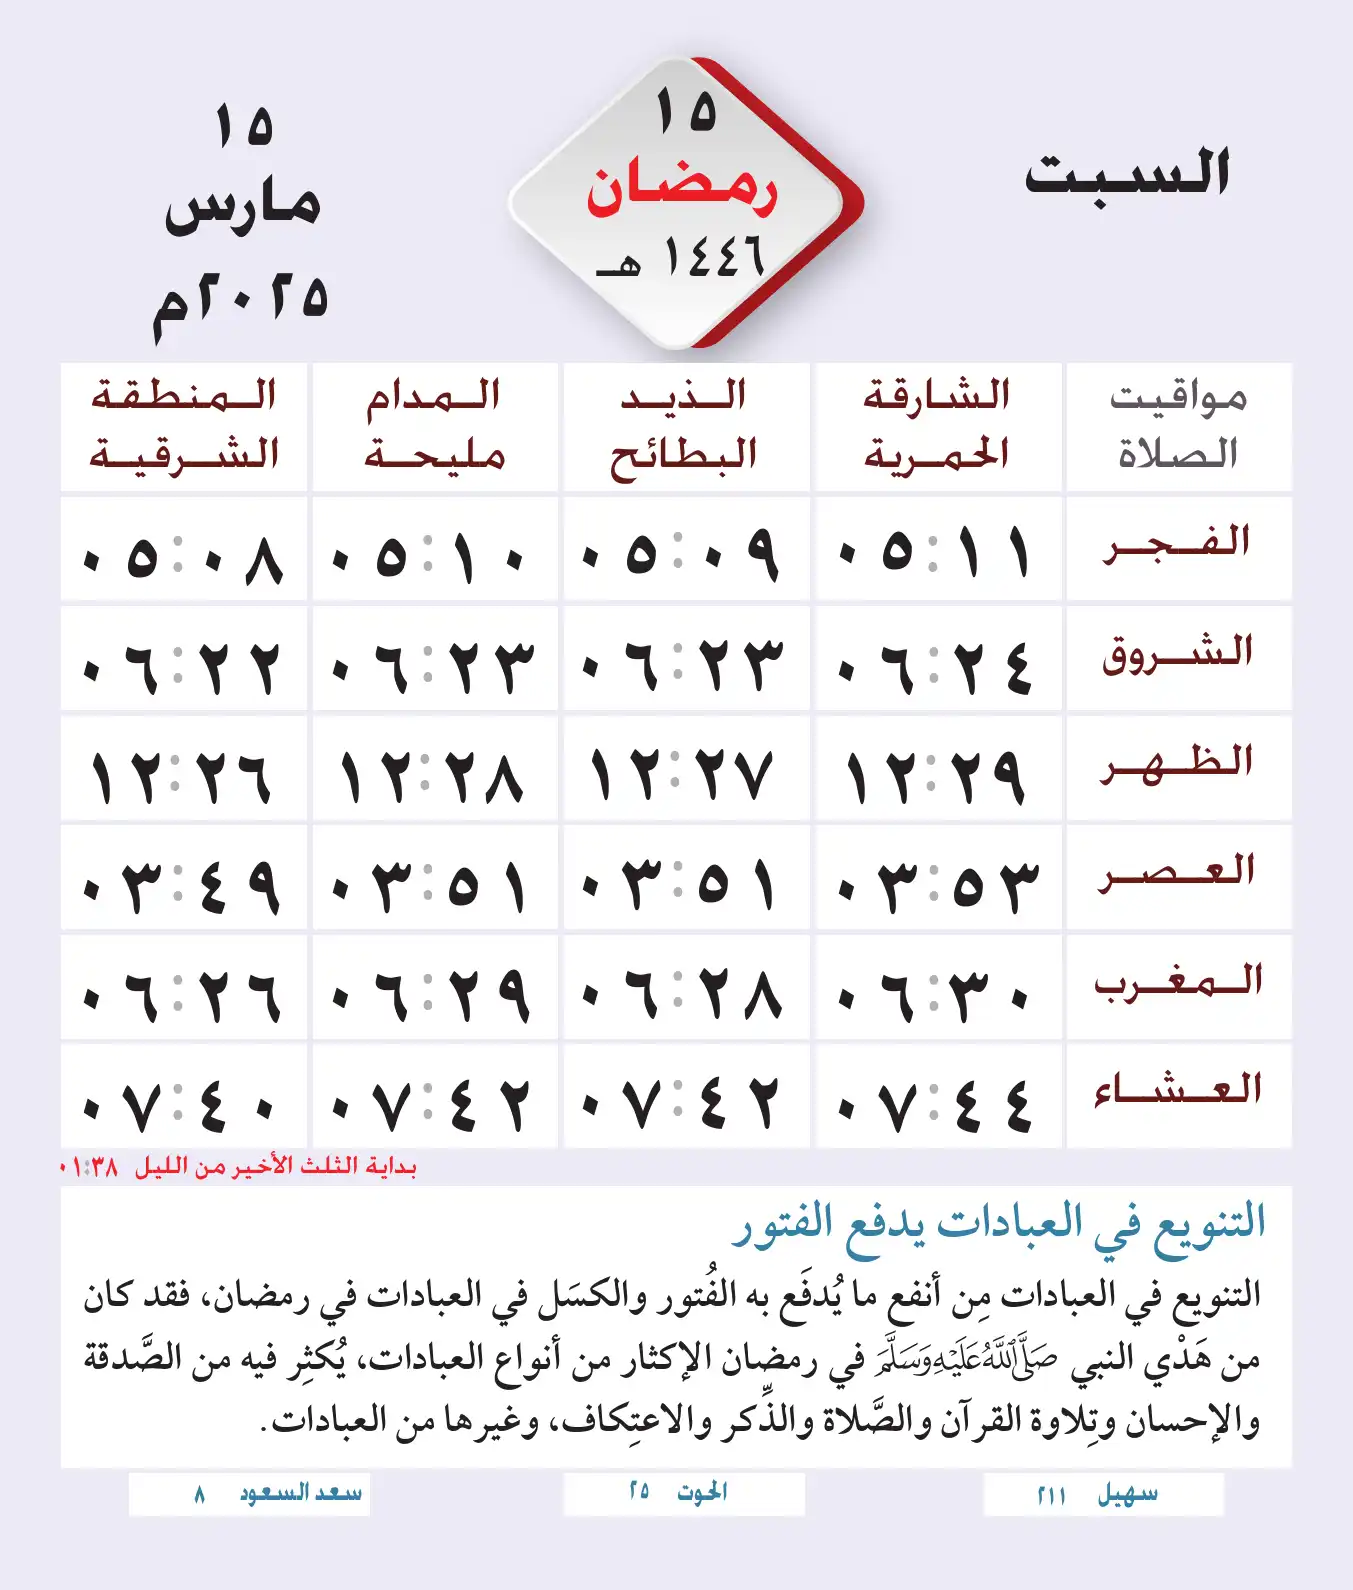 السبت
١٥
رمضان
١٤٤٦ هـ
١٥
مارس
٢٠٢٥م
مواقيت الصلاة	الشارقة الحمرية	الذيد البطائح	المدام مليحة	المنطقة الشرقية
الفجر	٠٥:١١	٠٥:٠٩	٠٥:١٠	٠٥:٠٨
الشروق	٠٦:٢٤	٠٦:٢٣	٠٦:٢٣	٠٦:٢٢
الظهر	١٢:٢٩	١٢:٢٧	١٢:٢٨	١٢:٢٦
العصر	٠٣:٥٣	٠٣:٥١	٠٣:٥١	٠٣:٤٩
المغرب	٠٦:٣٠	٠٦:٢٨	٠٦:٢٩	٠٦:٢٦
العشاء	٠٧:٤٤	٠٧:٤٢	٠٧:٤٢	٠٧:٤٠
بداية الثلث الأخير من الليل ٠١:٣٨
التنويع في العبادات يدفع الفتور
التنويع في العبادات مِن أنفع ما يُدفَع به الفُتور والكسَل في العبادات في رمضان، فقد كان
من هَدْي النبي صَلَّى اللَّهُ عَلَيْهِ وَسَلَّمَ في رمضان الإكثار من أنواع العبادات، يُكثِر فيه من الصَّدقة
والإحسان وتِلاوة القرآن والصَّلاة والذِّكر والاعتِكاف، وغيرها من العبادات.
سهيل ٢١١
الحوت ٢٥
سعد السعود ٨